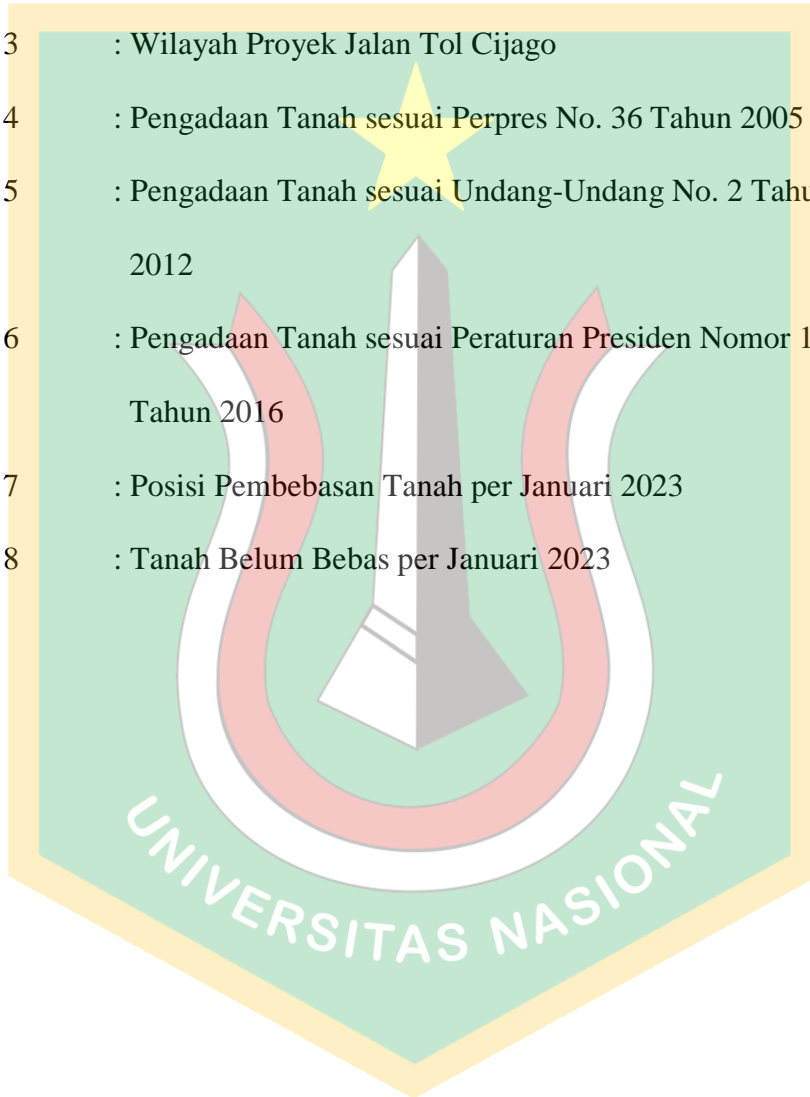 3 : Wilayah Proyek Jalan Tol Cijago
4 : Pengadaan Tanah sesuai Perpres No. 36 Tahun 2005
5 : Pengadaan Tanah sesuai Undang-Undang No. 2
2012
6 : Pengadaan Tanah sesuai Peraturan Presiden Nomor
Tahun 2016
7 : Posisi Pembebasan Tanah per Januari 2023
8 : Tanah Belum Bebas per Januari 2023
UNIVERSITAS NASIONAL